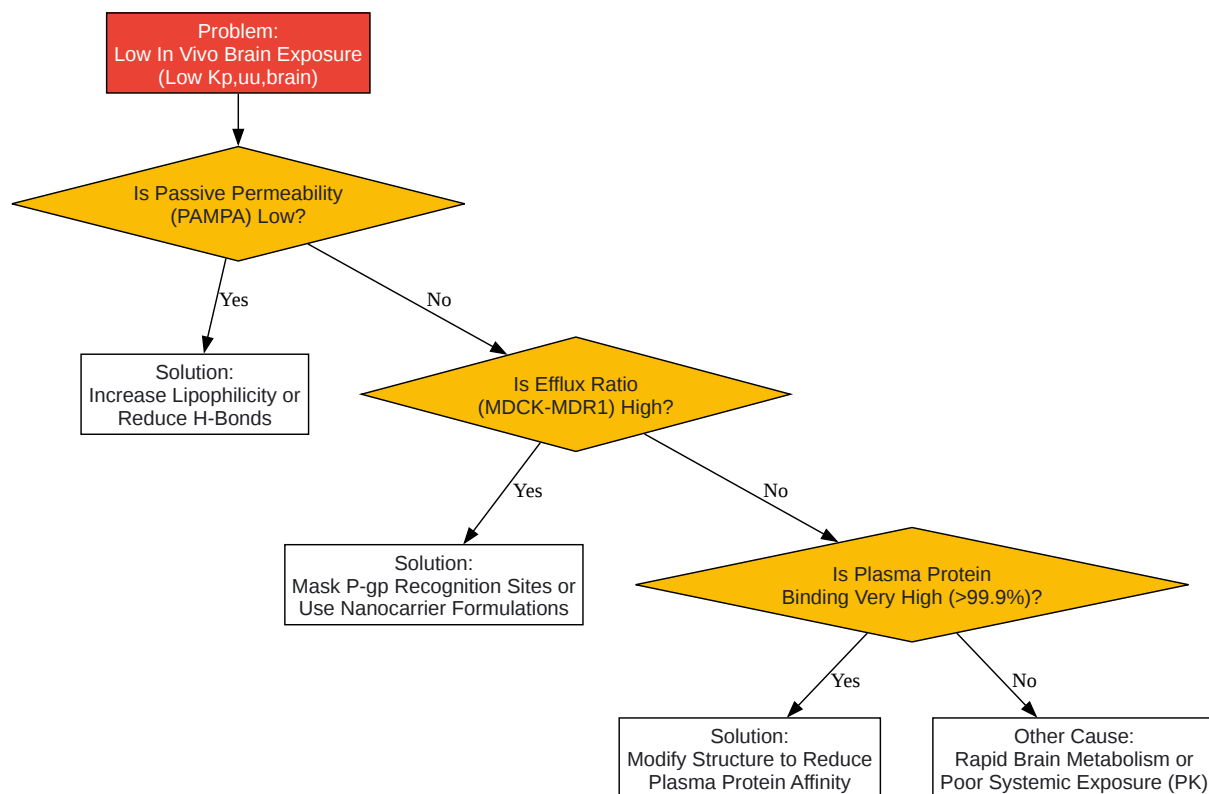 Problem:
Low In Vivo Brain Exposure
(Low Kp,uu,brain)
Is Passive Permeability
(PAMPA) Low?
Yes
No
Solution:
Increase Lipophilicity or
Reduce H-Bonds
Is Efflux Ratio
(MDCK-MDR1) High?
Yes
No
Solution:
Mask P-gp Recognition Sites or
Use Nanocarrier Formulations
Is Plasma Protein
Binding Very High (>99.9%)?
Yes
No
Solution:
Modify Structure to Reduce
Plasma Protein Affinity
Other Cause:
Rapid Brain Metabolism or
Poor Systemic Exposure (PK)